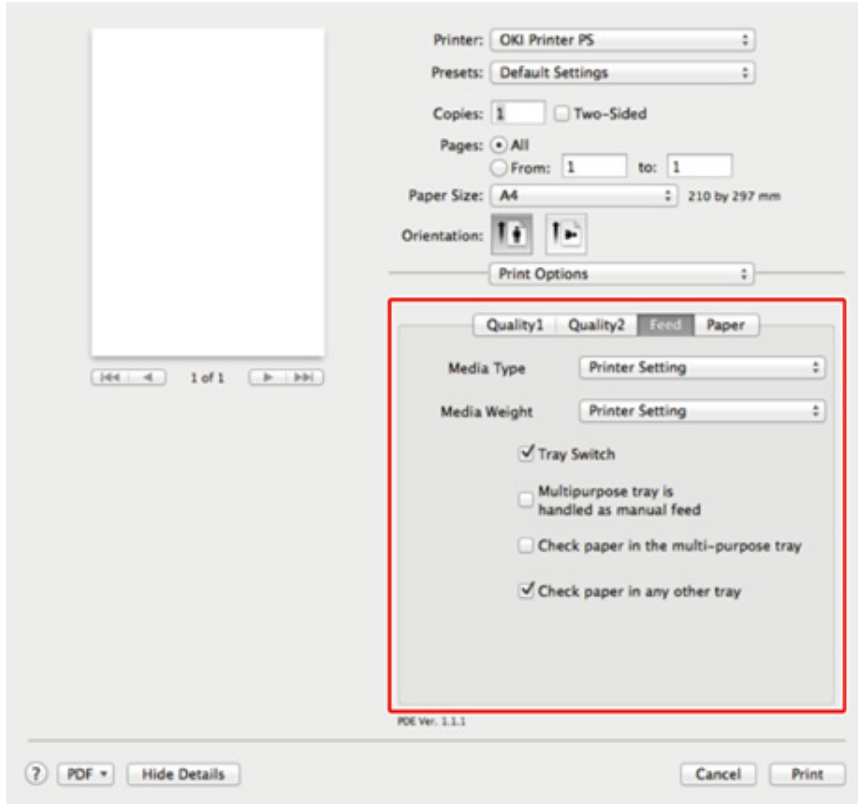 Printer: OKI Printer PS
Presets: Default Settings
Copies: 1 Two-Sided
Pages: All
From: 1 to: 1
Paper Size: A4 210 by 297 mm
Orientation:
Print Options
Quality1 Quality2 Feed Paper
1 of 1
Media Type Printer Setting
Media Weight Printer Setting
Tray Switch
Multipurpose tray is
handled as manual feed
Check paper in the multi-purpose tray
Check paper in any other tray
PDE Ver. 1.1.1
? PDF Hide Details Cancel Print